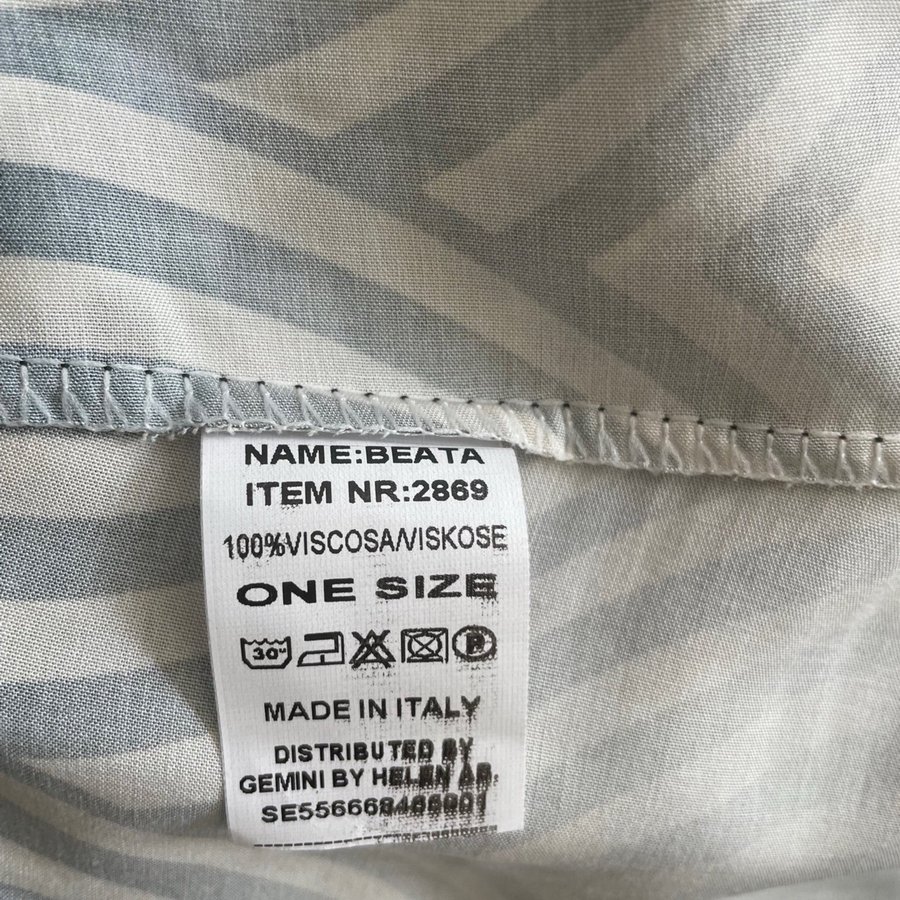 NAME:BEATA
ITEM NR:2869
100%VISCOSA/VISKOSE
ONE SIZE
30°
P
MADE IN ITALY
DISTRIBUTED BY
GEMINI BY HELEN AB.